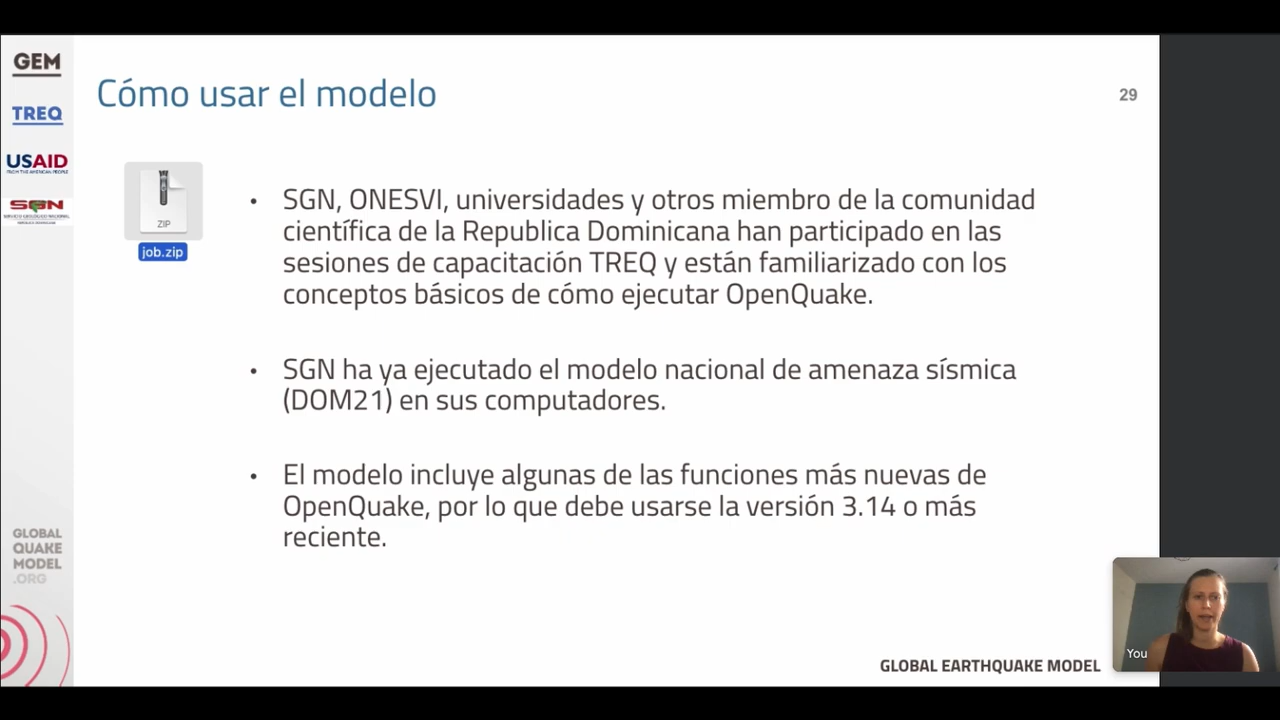 GEM
Cómo usar el modelo
29
TREQ
USAID
FROM THE AMERICAN PEOPLE
SGN
SERVICIO GEOLÓGICO NACIONAL
ZIP
job.zip
• SGN, ONESVI, universidades y otros miembro de la comunidad
científica de la Republica Dominicana han participado en las
sesiones de capacitación TREQ y están familiarizado con los
conceptos básicos de cómo ejecutar OpenQuake.
• SGN ha ya ejecutado el modelo nacional de amenaza sísmica
(DOM21) en sus computadores.
• El modelo incluye algunas de las funciones más nuevas de
OpenQuake, por lo que debe usarse la versión 3.14 o más
reciente.
GLOBAL
QUAKE
MODEL
.ORG
You
GLOBAL EARTHQUAKE MODEL